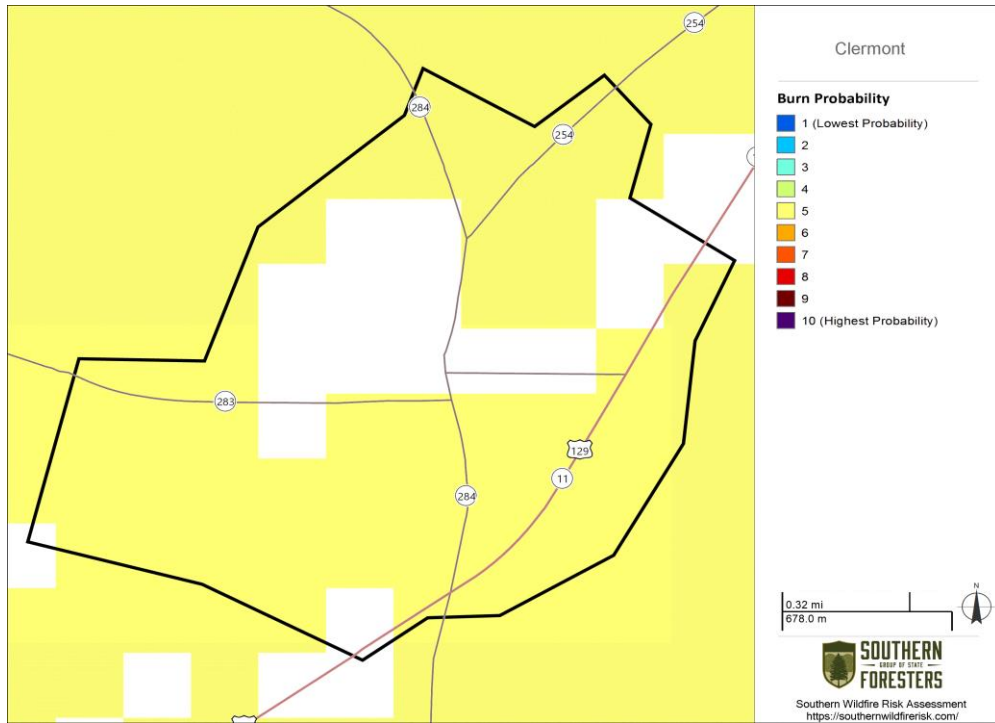 254
284
254
283
129
11
284
Clermont
Burn Probability
1 (Lowest Probability)
2
3
4
5
6
7
8
9
10 (Highest Probability)
N
0.32 mi
678.0 m
SOUTHERN
GROUP OF STATE
FORESTERS
Southern Wildfire Risk Assessment
https://southernwildfirerisk.com/